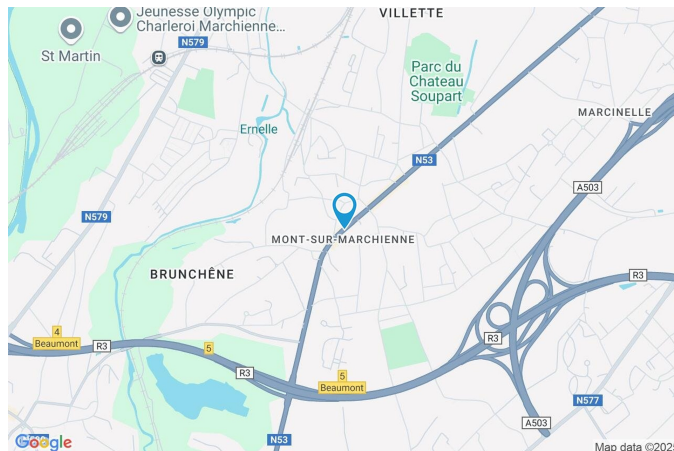 Jeunesse Olympic
Charleroi Marchienne...
VILLETTE
N579
St Martin
Parc du
Chateau
Soupart
MARCINELLE
Ernelle
N53
A503
N579
MONT-SUR-MARCHIENNE
BRUNCHÊNE
R3
4
Beaumont
R3
5
R3
R3
5
Beaumont
N577
A503
N53
Google
Map data ©2025